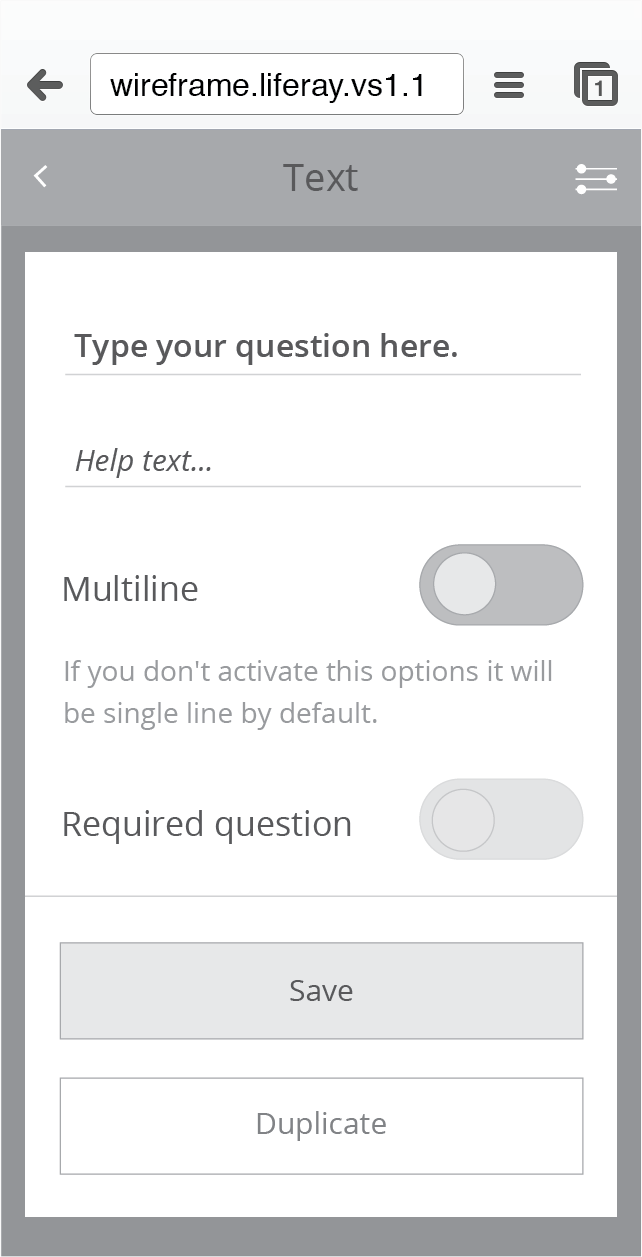 wireframe.liferay.vs1.1
1
Text
Type your question here.
Help text...
Multiline
If you don't activate this options it will
be single line by default.
Required question
Save
Duplicate